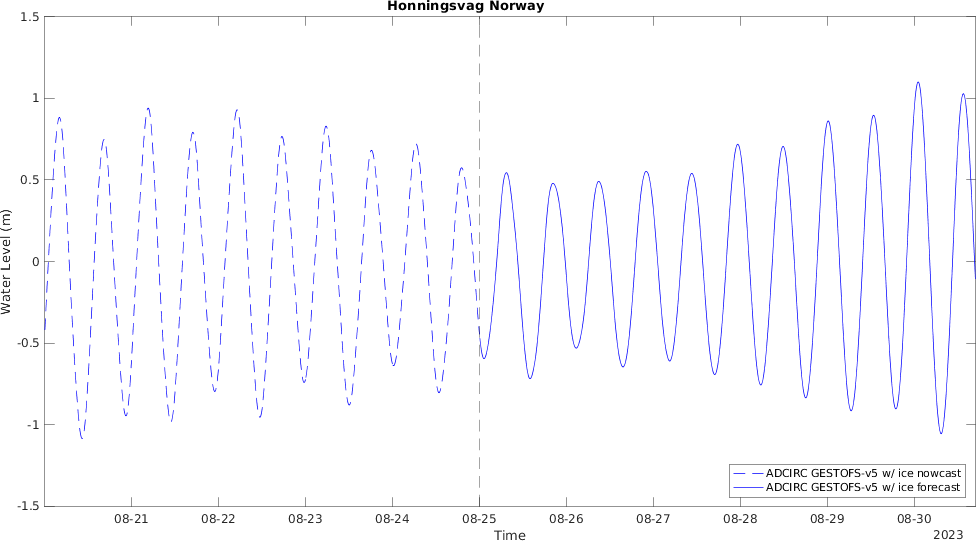 Honningsvag Norway
1.5
1
0.5
0
-0.5
-1
-1.5
Water Level (m)
08-21 08-22 08-23 08-24 08-25 08-26 08-27 08-28 08-29 08-30
Time
2023
ADCIRC GESTOFS-v5 w/ ice nowcast
ADCIRC GESTOFS-v5 w/ ice forecast